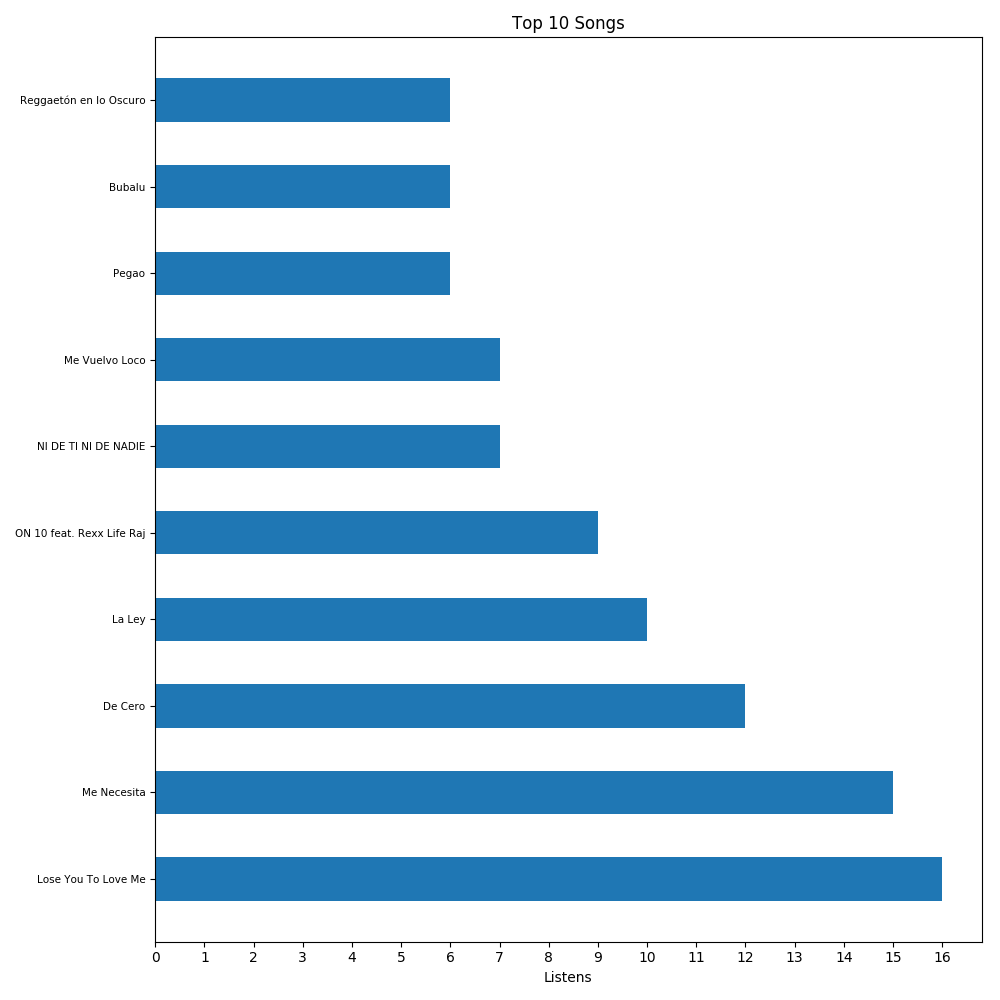 Top 10 Songs
Reggaetón en lo Oscuro
Bubalu
Pegao
Me Vuelvo Loco
NI DE TI NI DE NADIE
ON 10 feat. Rexx Life Raj
La Ley
De Cero
Me Necesita
Lose You To Love Me
0 1 2 3 4 5 6 7 8 9 10 11 12 13 14 15 16
Listens